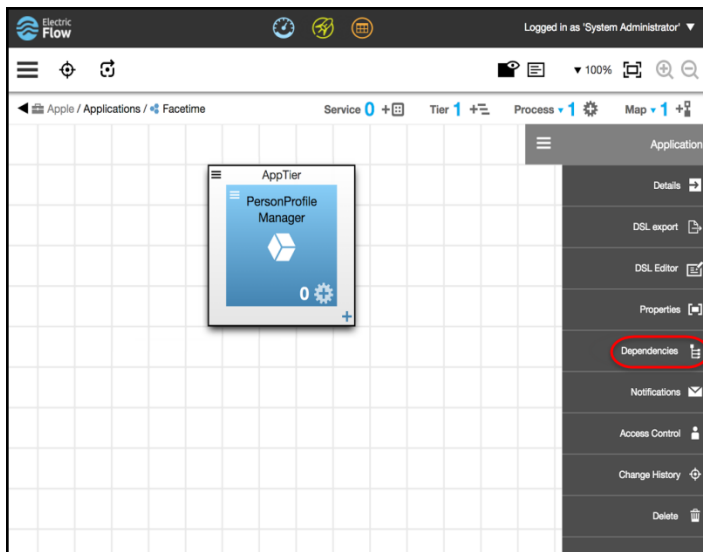 Electric
Flow
Logged in as 'System Administrator'
100%
Apple / Applications / Facetime
Service 0
Tier 1
Process 1
Map 1
Application
AppTier
PersonProfile
Manager
0
Details
DSL export
DSL Editor
Properties
Dependencies
Notifications
Access Control
Change History
Delete